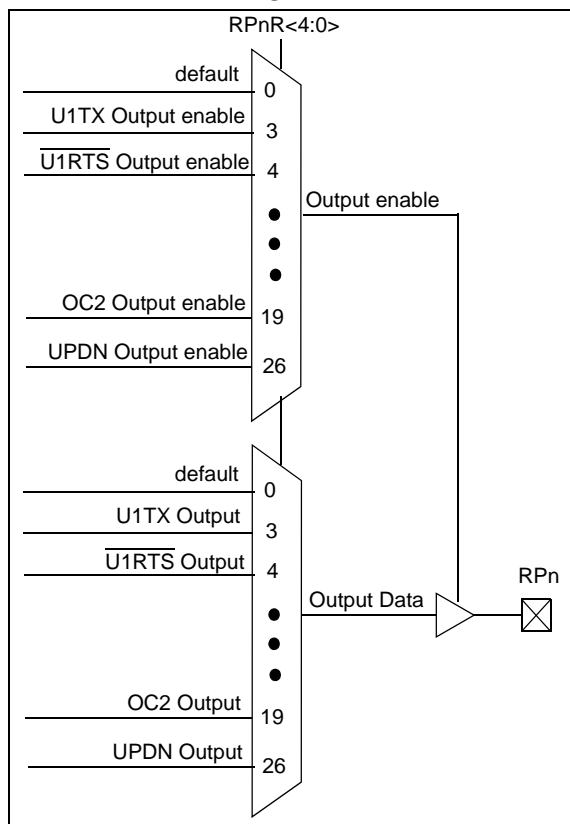 RPnR<4:0>
default
0
U1TX Output enable
3
U1RTS Output enable
4
Output enable
OC2 Output enable
19
UPDN Output enable
26
default
0
U1TX Output
3
U1RTS Output
4
Output Data
RPn
OC2 Output
19
UPDN Output
26